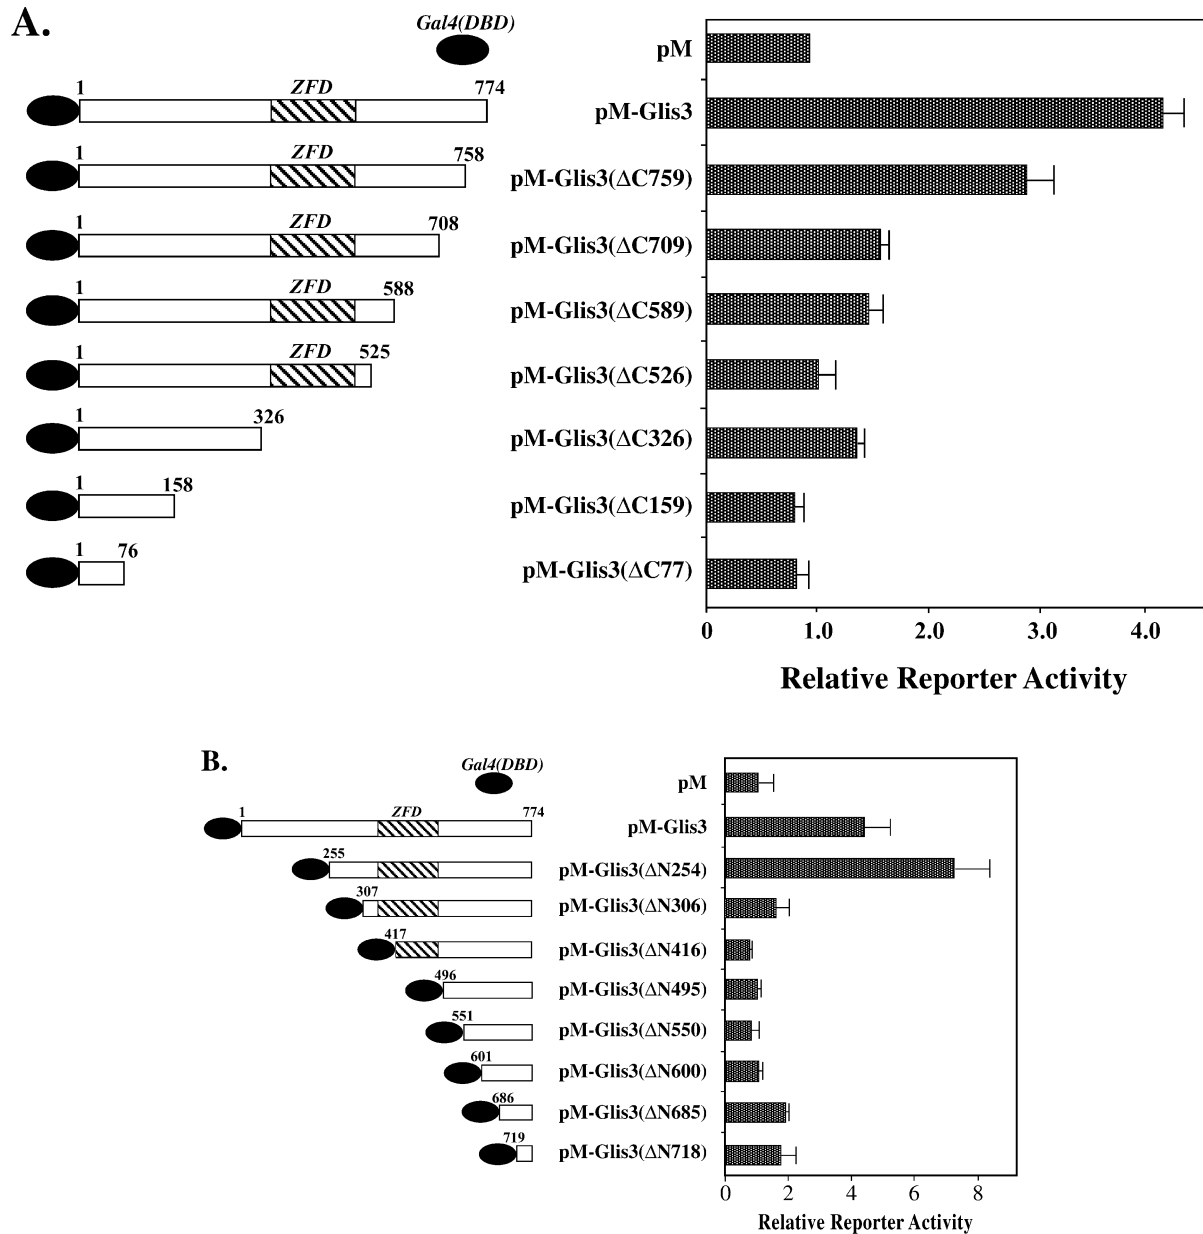 A.
Gal4(DBD)
pM
1 ZFD 774
pM-Glis3
1 ZFD 758
pM-Glis3(ΔC759)
1 ZFD 708
pM-Glis3(ΔC709)
1 ZFD 588
pM-Glis3(ΔC589)
1 ZFD 525
pM-Glis3(ΔC526)
1 326
pM-Glis3(ΔC326)
1 158
pM-Glis3(ΔC159)
1 76
pM-Glis3(ΔC77)
0 1.0 2.0 3.0 4.0
Relative Reporter Activity
B.
Gal4(DBD)
pM
1 ZFD 774
pM-Glis3
255
pM-Glis3(ΔN254)
307
pM-Glis3(ΔN306)
417
pM-Glis3(ΔN416)
496
pM-Glis3(ΔN495)
551
pM-Glis3(ΔN550)
601
pM-Glis3(ΔN600)
686
pM-Glis3(ΔN685)
719
pM-Glis3(ΔN718)
0 2 4 6 8
Relative Reporter Activity